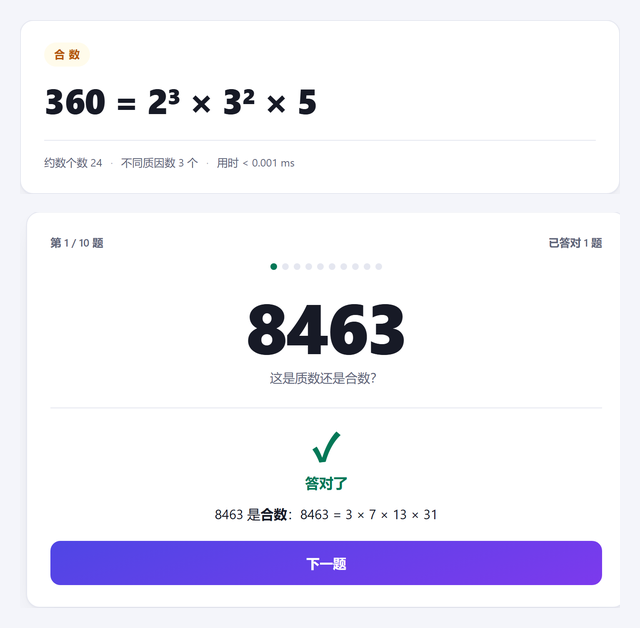 合 数
360 = 2³ × 3² × 5
约数个数 24 · 不同质因数 3 个 · 用时 < 0.001 ms
第 1 / 10 题
已答对 1 题
8463
这是质数还是合数?
答对了
8463 是合数：8463 = 3 × 7 × 13 × 31
下一题